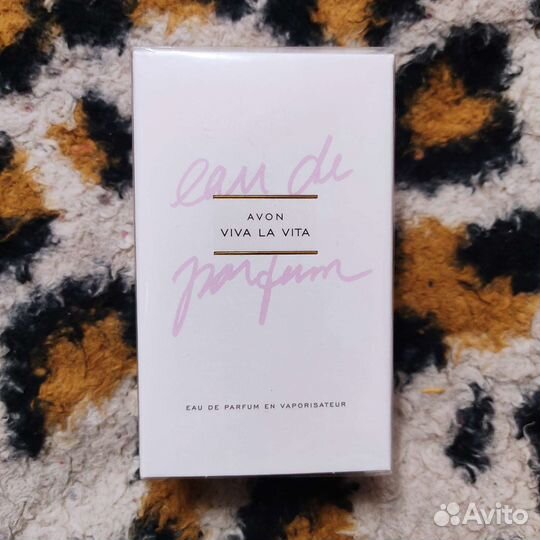 eau de
AVON
VIVA LA VITA
parfum
EAU DE PARFUM EN VAPORISATEUR
Avito